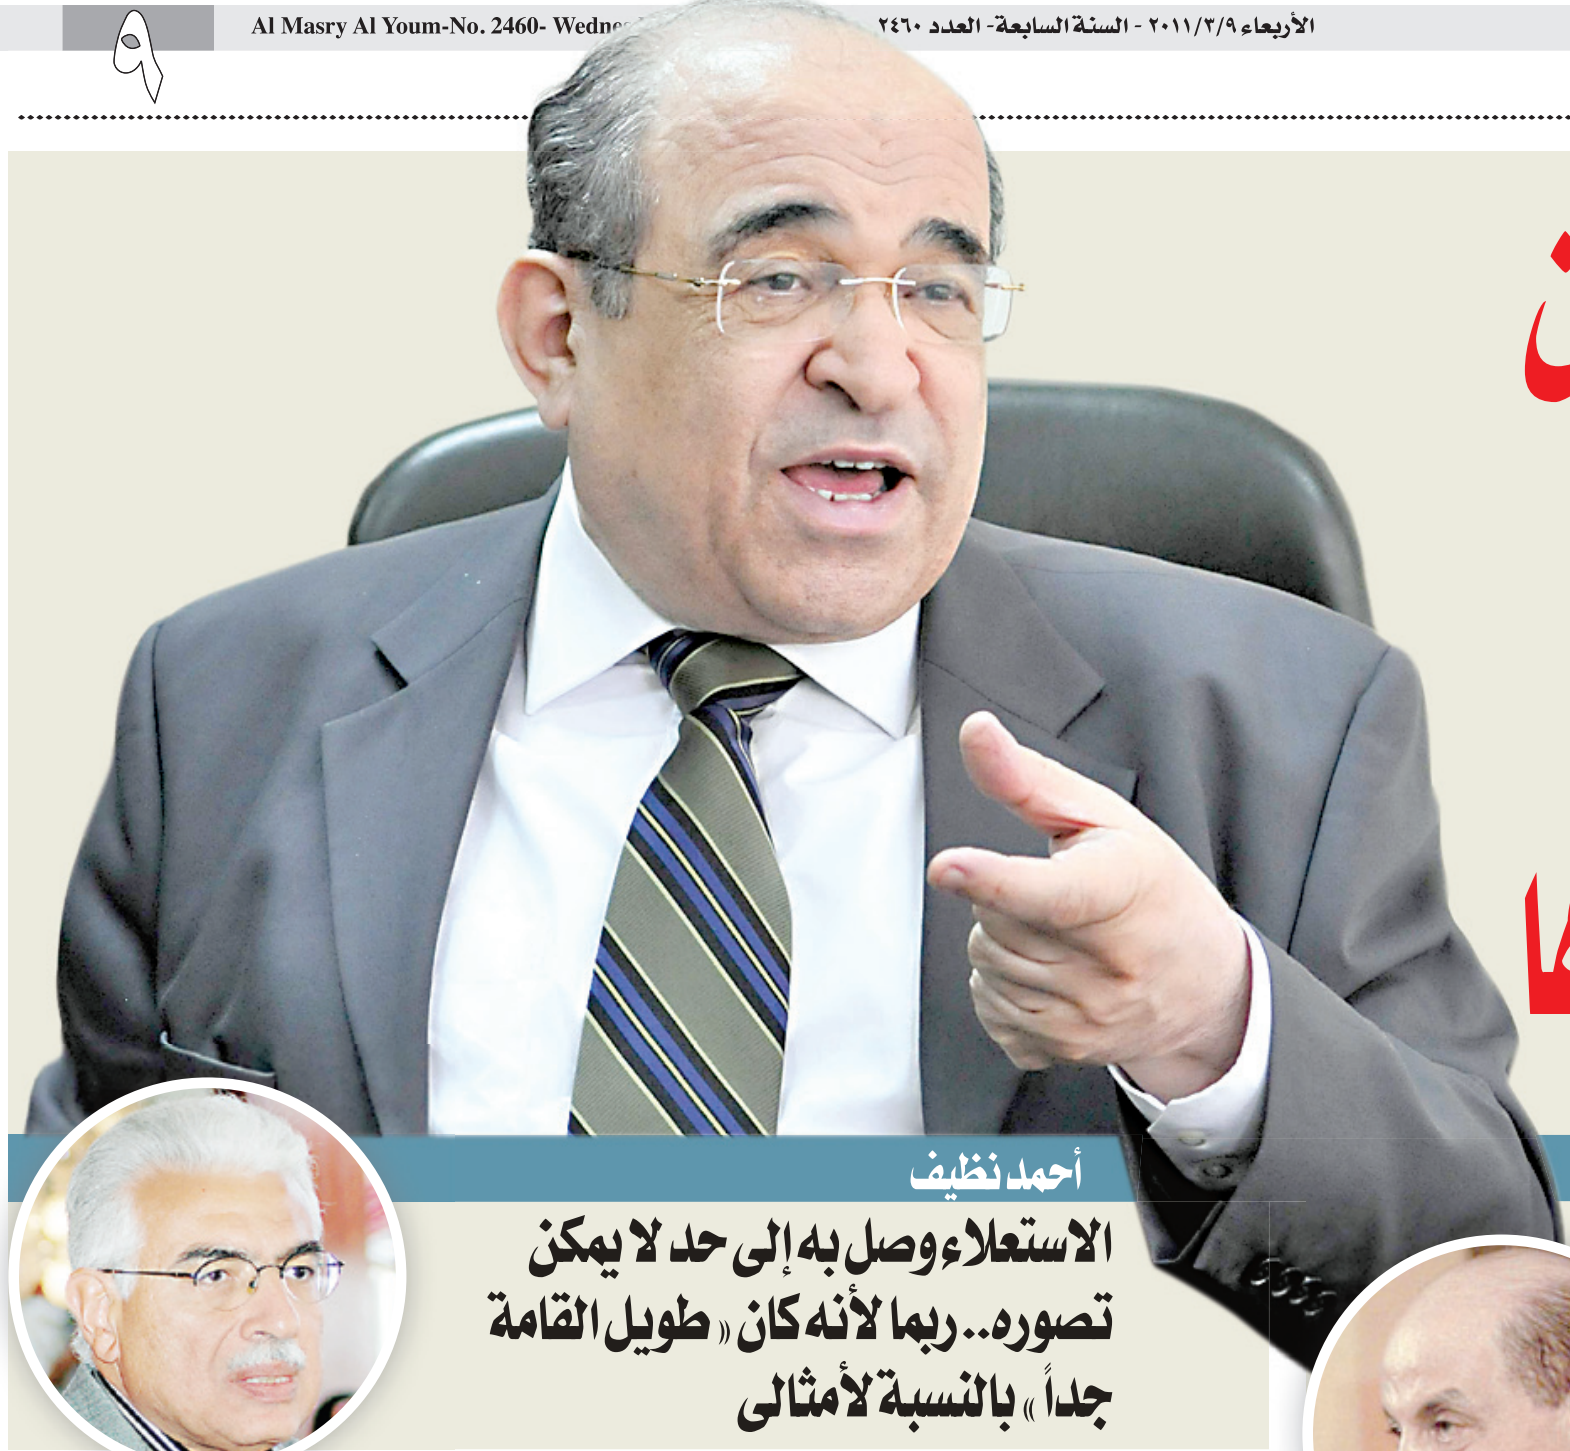 الأربعاء ٢٠١١/٣/٩ - السنة السابعة- العدد ٢٤٦٠
Al Masry Al Youm-No. 2460-
٩
أحمد نظيف
الاستعلاء وصل به إلى حد لا يمكن
تصوره.. ربما لأنه كان «طويل القامة
جداً» بالنسبة لأمثالى